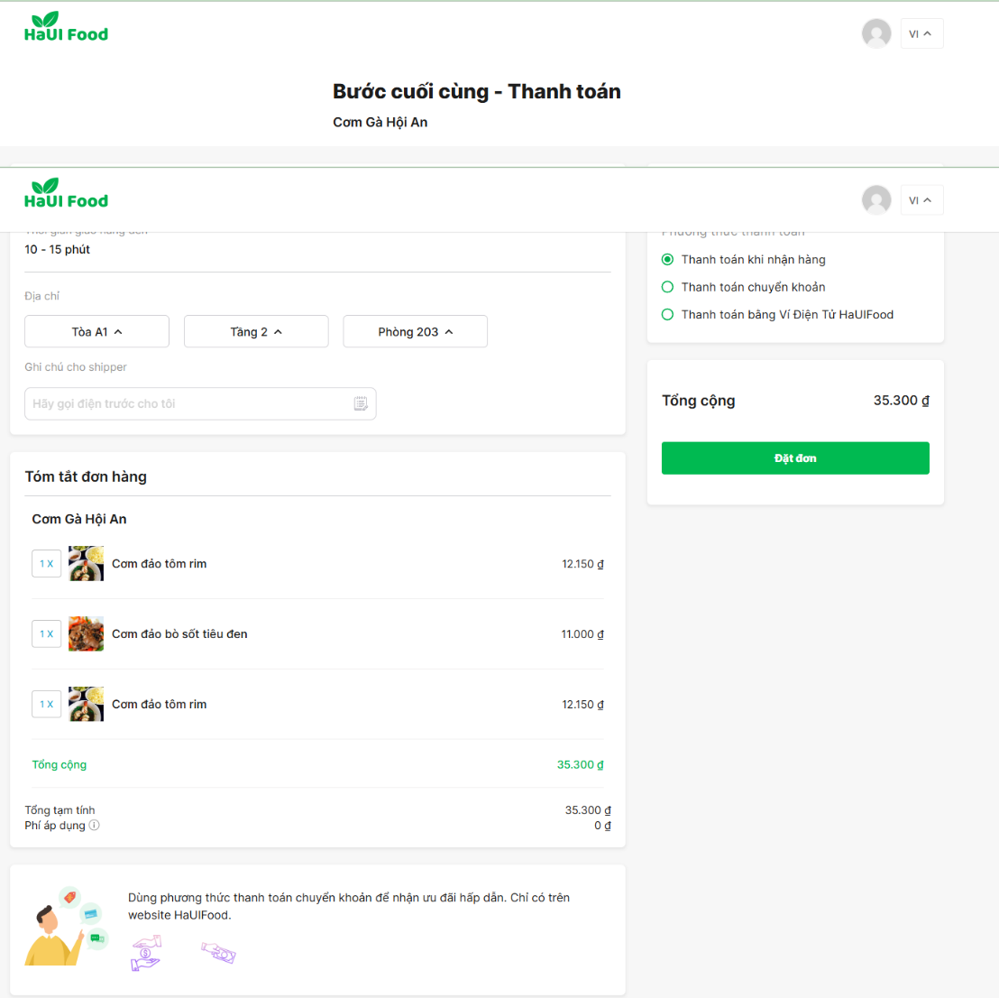 HaUI Food
VI
Bước cuối cùng - Thanh toán
Cơm Gà Hội An
HaUI Food
VI
10 - 15 phút
Địa chỉ
Tòa A1
Tầng 2
Phòng 203
Ghi chú cho shipper
Hãy gọi điện trước cho tôi
Phương thức thanh toán
Thanh toán khi nhận hàng
Thanh toán chuyển khoản
Thanh toán bằng Ví Điện Tử HaUIFood
Tổng cộng 35.300 ₫
Đặt đơn
Tóm tắt đơn hàng
Cơm Gà Hội An
1 X Cơm đảo tôm rim 12.150 ₫
1 X Cơm đảo bò sốt tiêu đen 11.000 ₫
1 X Cơm đảo tôm rim 12.150 ₫
Tổng cộng 35.300 ₫
Tổng tạm tính 35.300 ₫
Phí áp dụng 0 ₫
Dùng phương thức thanh toán chuyển khoản để nhận ưu đãi hấp dẫn. Chỉ có trên
website HaUIFood.